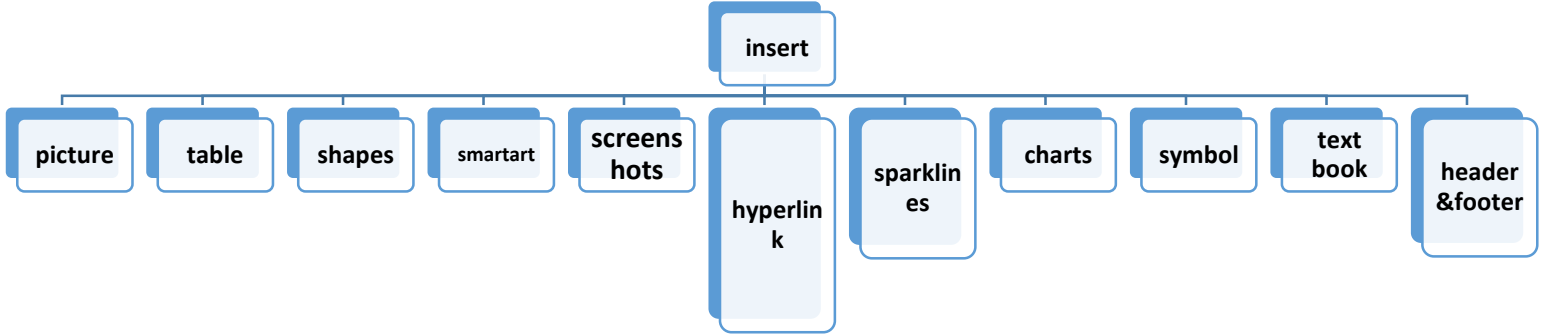 insert
picture
table
shapes
smartart
screens
hots
hyperlin
k
sparklin
es
charts
symbol
text
book
header
&footer